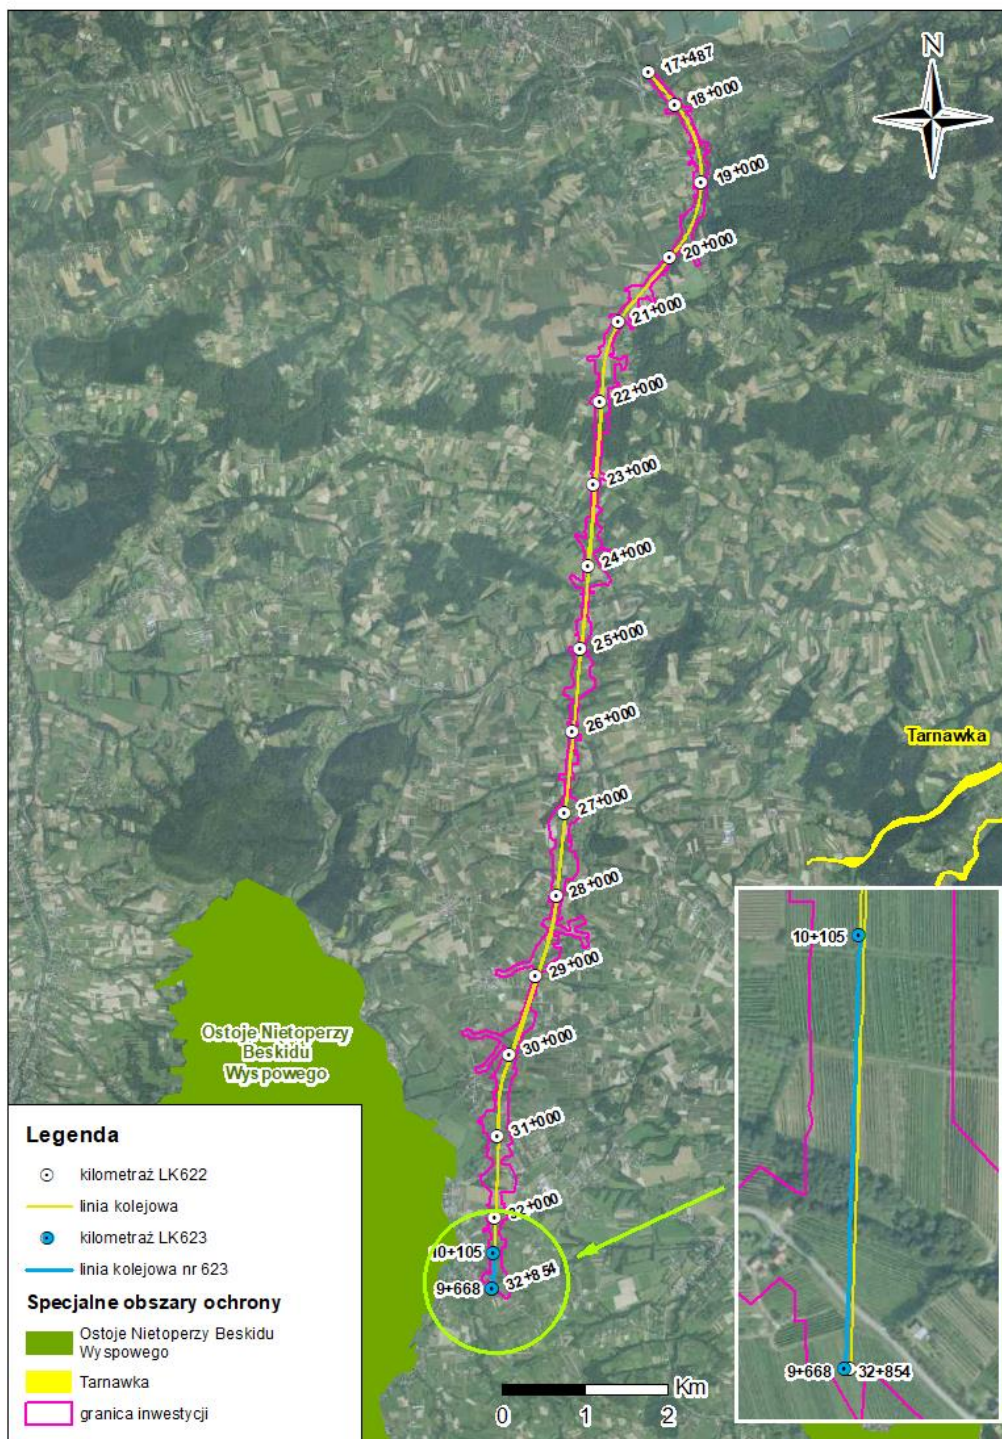 N
17+487
18+000
19+000
20+000
21+000
22+000
23+000
24+000
25+000
26+000
Tarnawka
27+000
28+000
29+000
10+105
Ostoje Nietoperzy
Beskidu
Wyspowego
30+000
31+000
32+000
10+105
9+668
32+854
9+668
32+854
Legenda
kilometraż LK622
linia kolejowa
kilometraż LK623
linia kolejowa nr 623
Specjalne obszary ochrony
Ostoje Nietoperzy Beskidu
Wyspowego
Tarnawka
granica inwestycji
Km
0 1 2